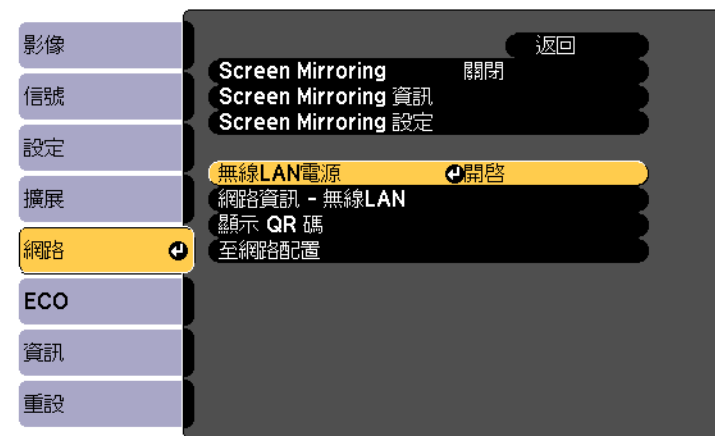 影像
信號
設定
擴展
網路
ECO
資訊
重設
返回
Screen Mirroring 關閉
Screen Mirroring 資訊
Screen Mirroring 設定
無線LAN電源 開啓
網路資訊 - 無線LAN
顯示 QR 碼
至網路配置